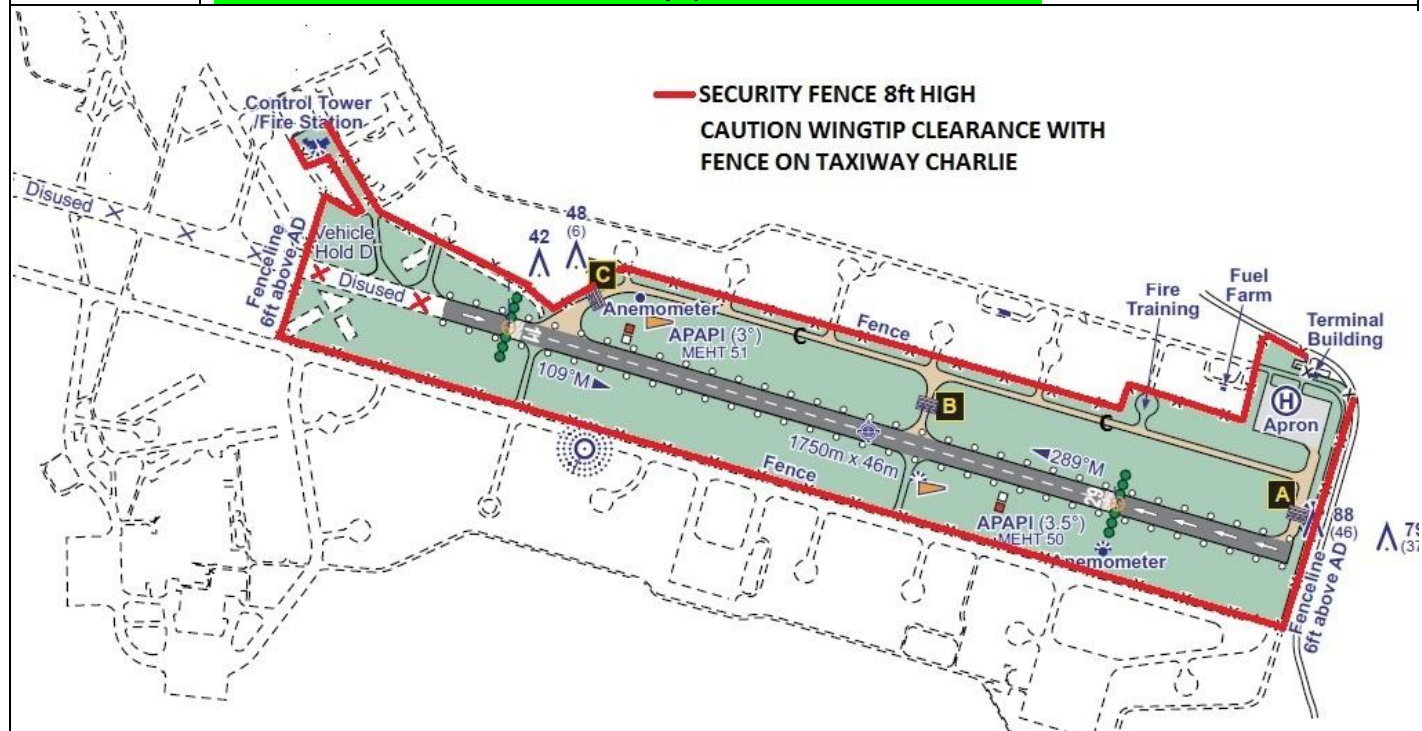 SECURITY FENCE 8ft HIGH
CAUTION WINGTIP CLEARANCE WITH
FENCE ON TAXIWAY CHARLIE
Control Tower
/Fire Station
Disused
Fenceline
6ft above AD
Vehicle
Hold D
Disused
42
48
(6)
C
Anemometer
APAPI (3°)
MEHT 51
109°M
C
Fence
B
1750m x 46m
Fence
289°M
29
C
APAPI (3.5°)
MEHT 50
Anemometer
Fire
Training
Fuel
Farm
Terminal
Building
H
Apron
A
88
(46)
79
(37
Fenceline
6ft above AD